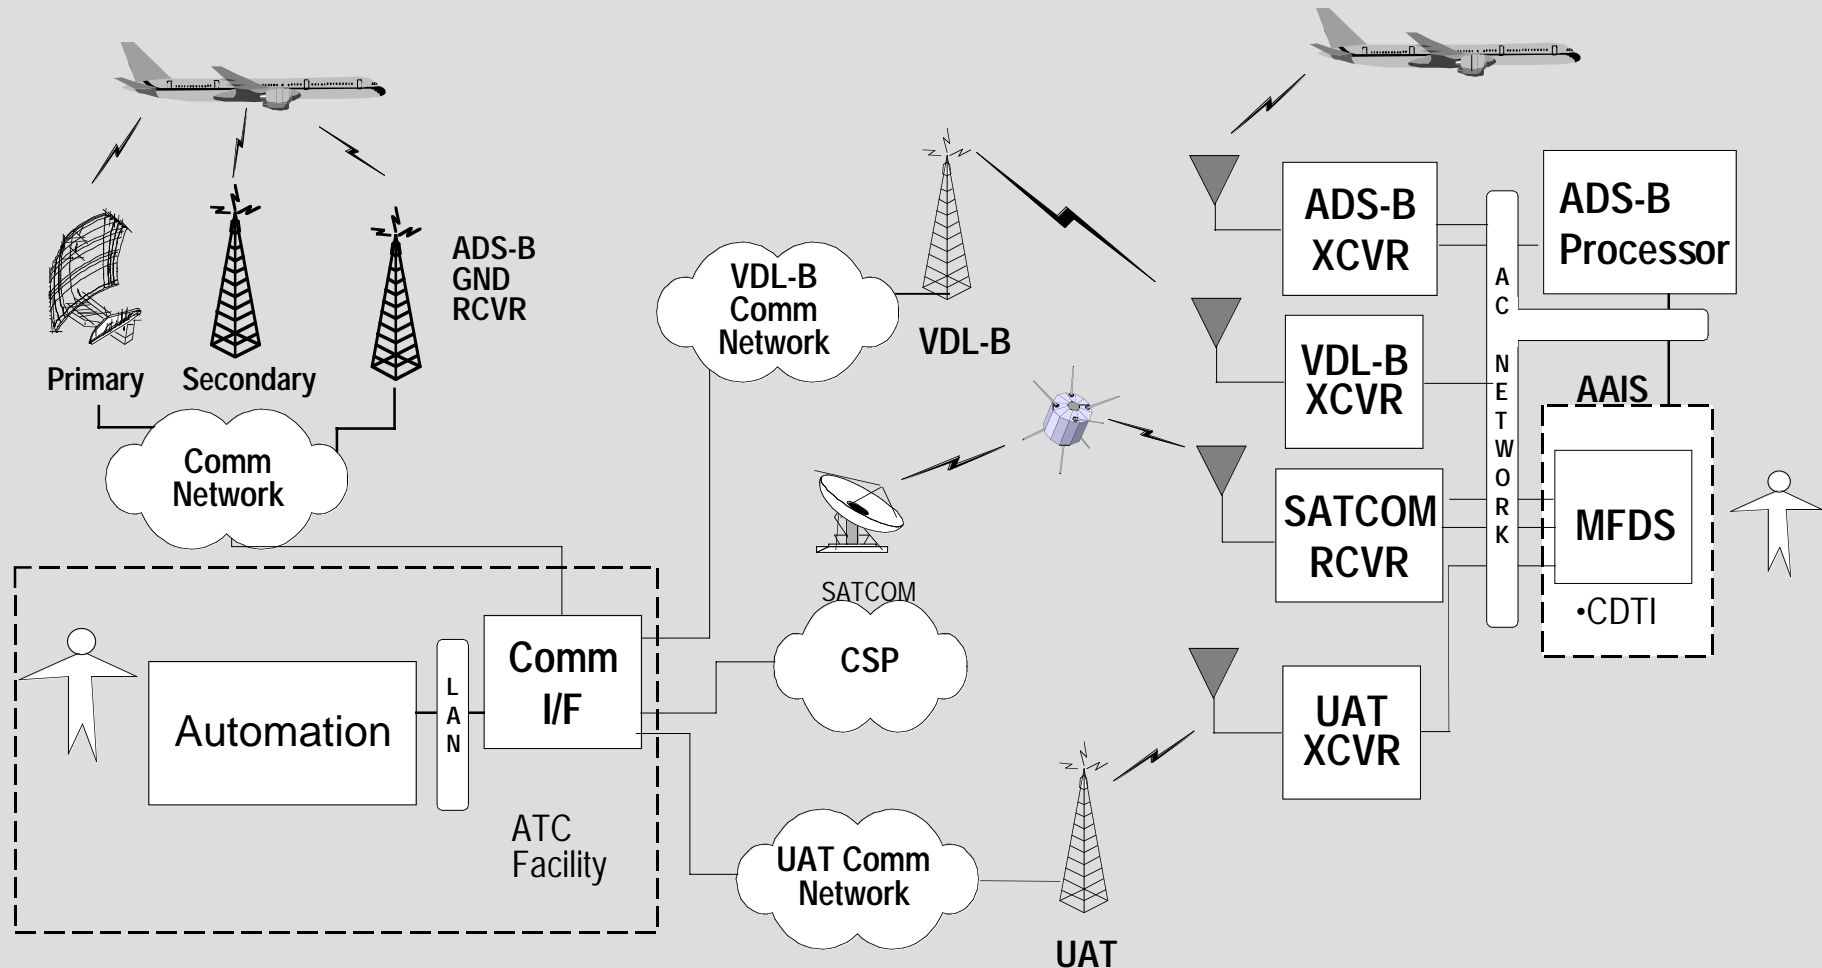 ADS-B
GND
RCVR
Primary
Secondary
Comm
Network
Automation
L
A
N
Comm
I/F
ATC
Facility
VDL-B
Comm
Network
VDL-B
SATCOM
CSP
UAT Comm
Network
UAT
ADS-B
XCVR
VDL-B
XCVR
SATCOM
RCVR
UAT
XCVR
A
C
N
E
T
W
O
R
K
ADS-B
Processor
AAIS
MFDS
•CDTI